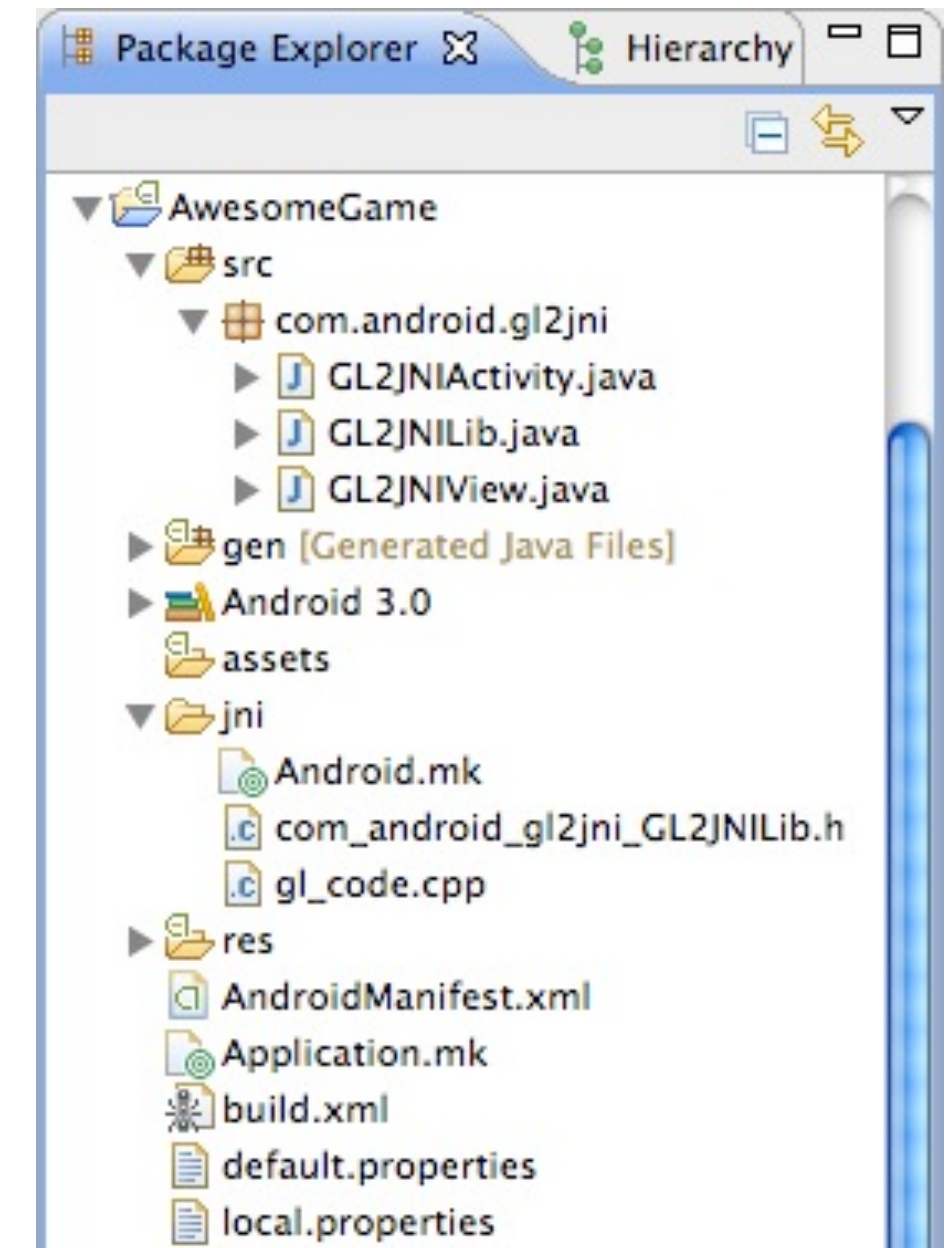 Package Explorer Hierarchy
AwesomeGame
src
com.android.gl2jni
GL2JNIActivity.java
GL2JNILib.java
GL2JNIView.java
gen [Generated Java Files]
Android 3.0
assets
jni
Android.mk
com_android_gl2jni_GL2JNILib.h
gl_code.cpp
res
AndroidManifest.xml
Application.mk
build.xml
default.properties
local.properties